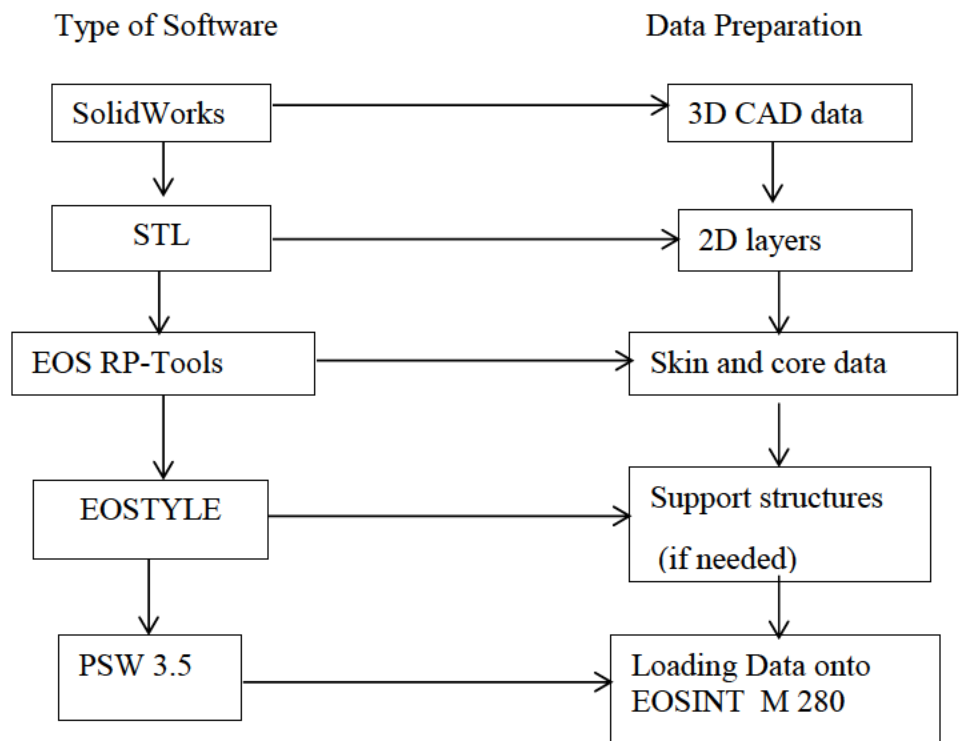 Type of Software
Data Preparation
SolidWorks
3D CAD data
STL
2D layers
EOS RP-Tools
Skin and core data
EOSTYLE
Support structures
(if needed)
PSW 3.5
Loading Data onto
EOSINT M 280